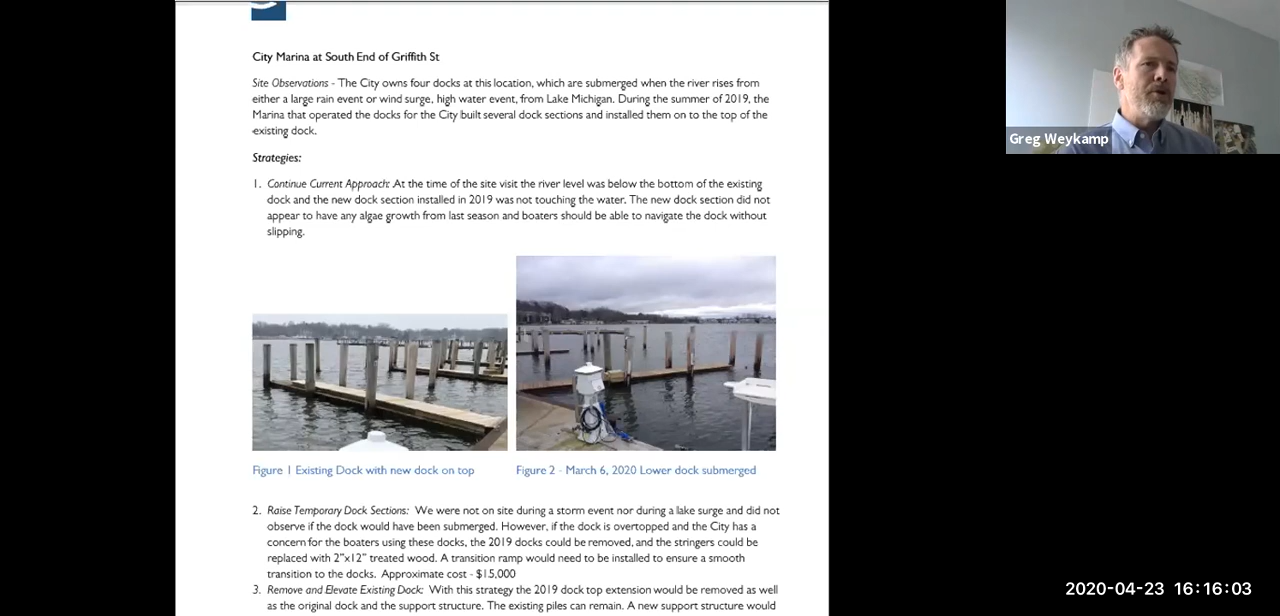 City Marina at South End of Griffith St
Site Observations - The City owns four docks at this location, which are submerged when the river rises from
either a large rain event or wind surge, high water event, from Lake Michigan. During the summer of 2019, the
Marina that operated the docks for the City built several dock sections and installed them on to the top of the
existing dock.
Strategies:
1. Continue Current Approach: At the time of the site visit the river level was below the bottom of the existing
dock and the new dock section installed in 2019 was not touching the water. The new dock section did not
appear to have any algae growth from last season and boaters should be able to navigate the dock without
slipping.
Figure 1 Existing Dock with new dock on top
Figure 2 - March 6, 2020 Lower dock submerged
2. Raise Temporary Dock Sections: We were not on site during a storm event nor during a lake surge and did not
observe if the dock would have been submerged. However, if the dock is overtopped and the City has a
concern for the boaters using these docks, the 2019 docks could be removed, and the stringers could be
replaced with 2"x12" treated wood. A transition ramp would need to be installed to ensure a smooth
transition to the docks. Approximate cost - $15,000
3. Remove and Elevate Existing Dock: With this strategy the 2019 dock top extension would be removed as well
as the original dock and the support structure. The existing piles can remain. A new support structure would
Greg Weykamp
2020-04-23 16:16:03